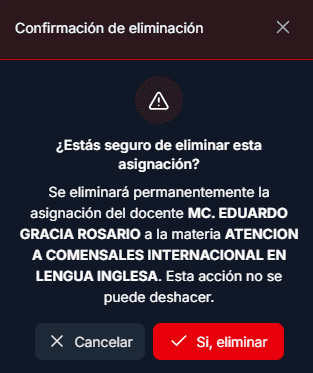 Confirmación de eliminación
¿Estás seguro de eliminar esta
asignación?
Se eliminará permanentemente la
asignación del docente MC. EDUARDO
GRACIA ROSARIO a la materia ATENCION
A COMENSALES INTERNACIONAL EN
LENGUA INGLESA. Esta acción no se
puede deshacer.
Cancelar
Si, eliminar